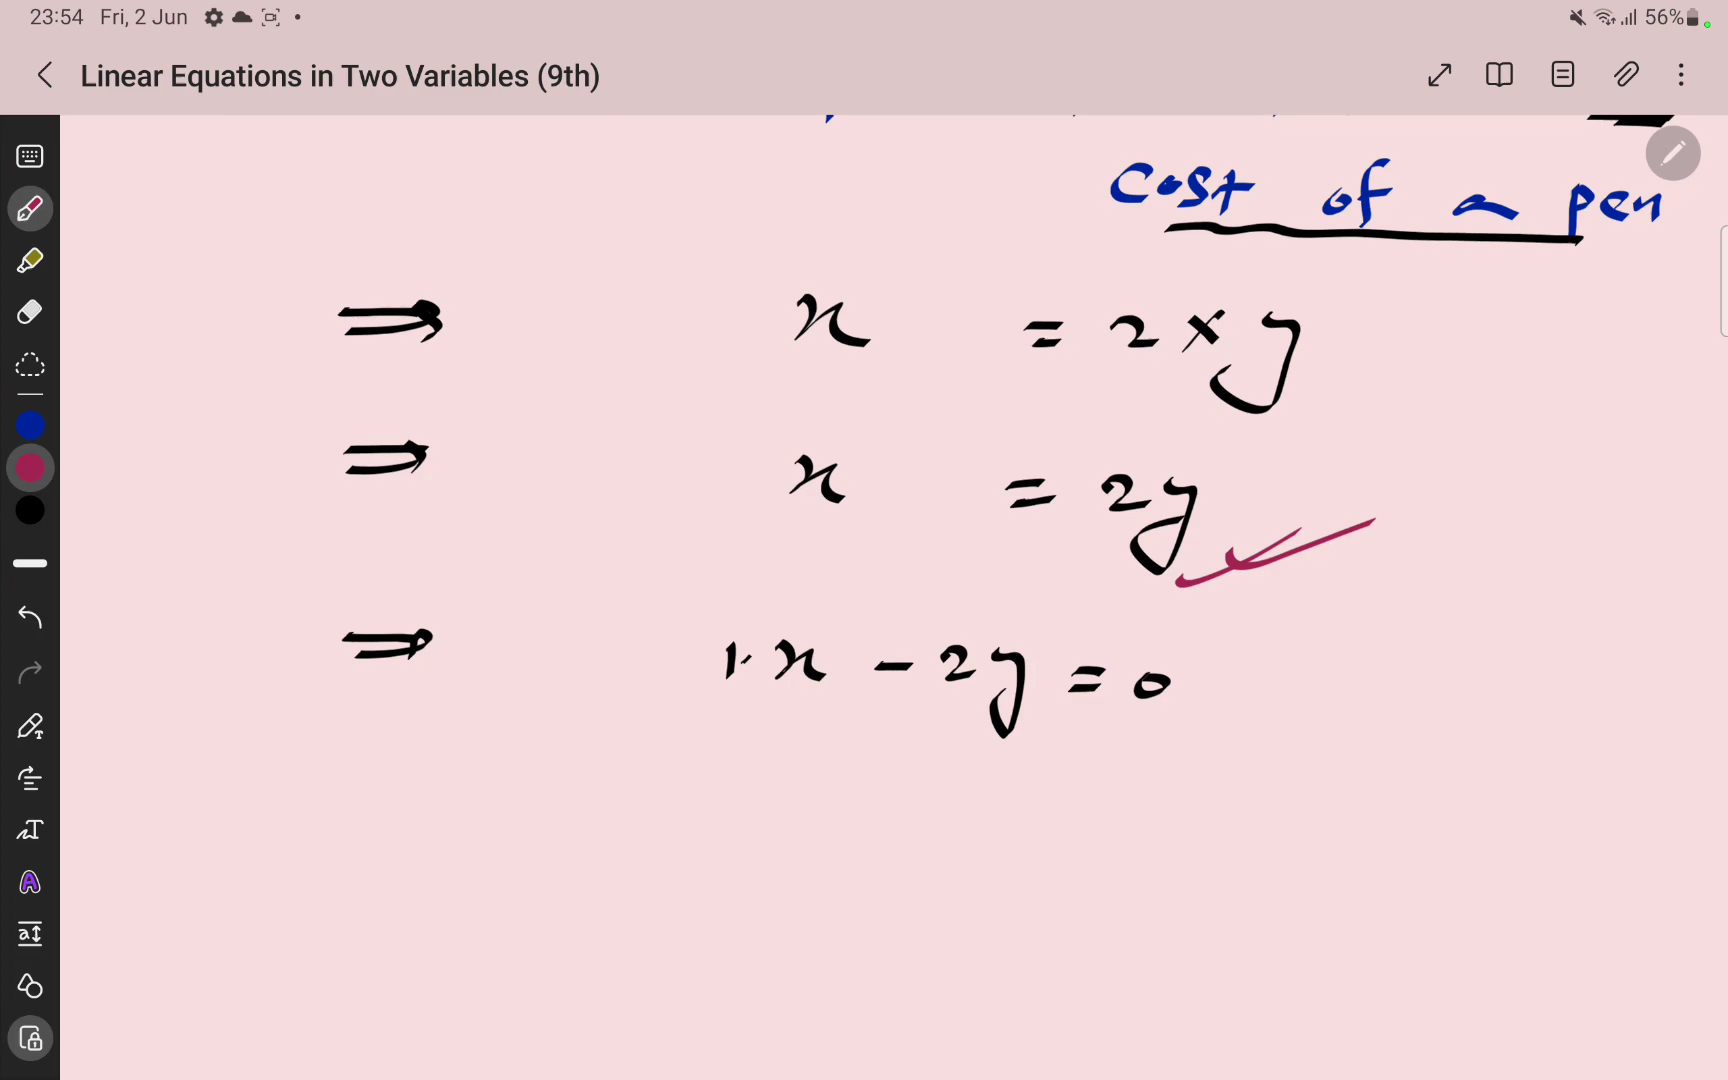 23:54 Fri, 2 Jun 56%
Linear Equations in Two Variables (9th)
Cost of a pen
⇒ x = 2 × y
⇒ x = 2y
⇒ 1·x - 2y = 0